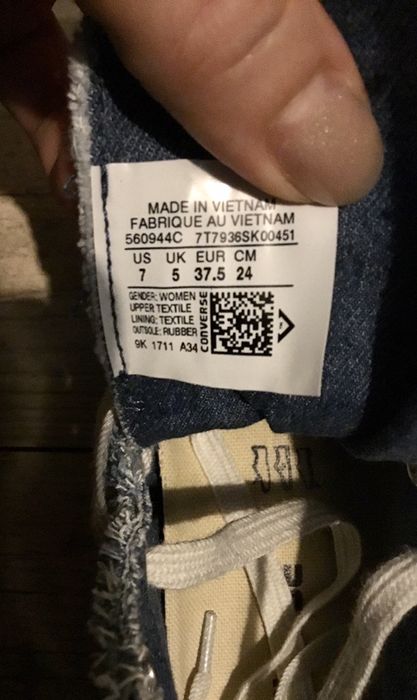 MADE IN VIETNAM
FABRIQUE AU VIETNAM
560944C 7T7936SK00451
US UK EUR CM
7 5 37.5 24
GENDER: WOMEN
UPPER TEXTILE
LINING: TEXTILE
OUTSOLE: RUBBER
9K 1711 A34
CONVERSE